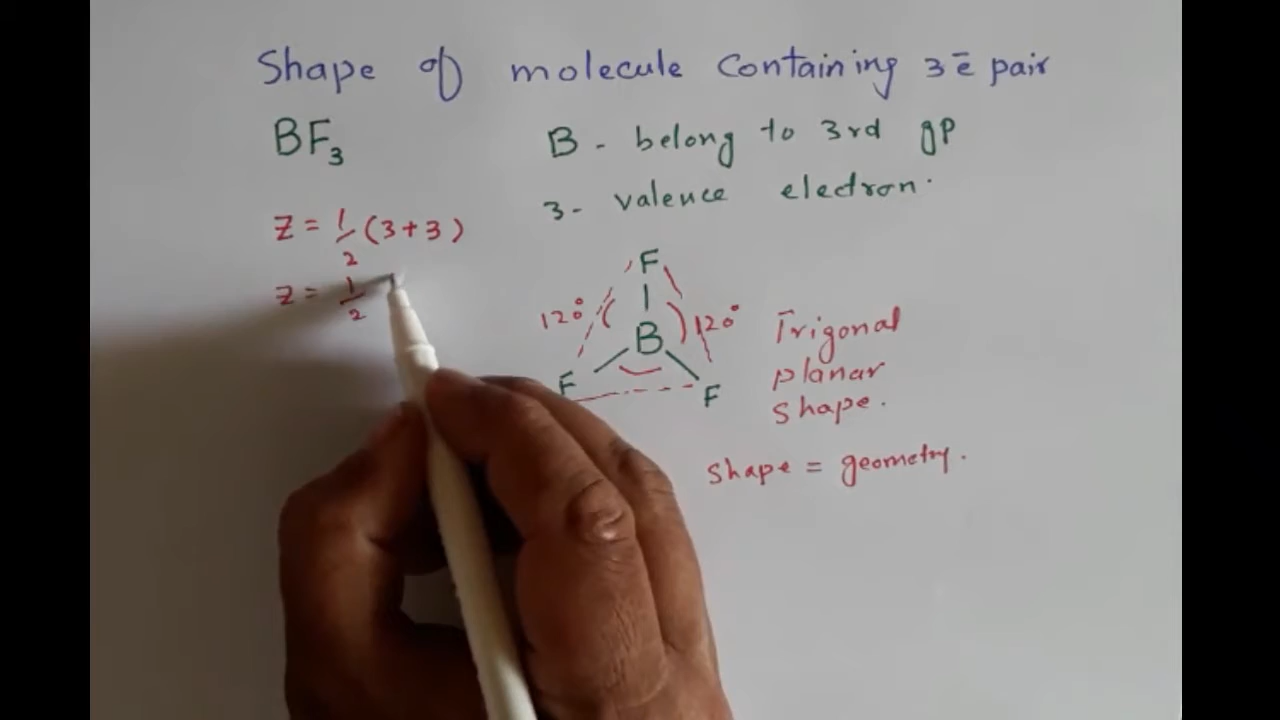 Shape of molecule containing 3ē pair
BF₃
B - belong to 3rd gp
3 - valence electron.
Z = 1/2 (3+3)
Z = 1/2
F
B
F
F
120°
120°
Trigonal
planar
shape.
shape = geometry.